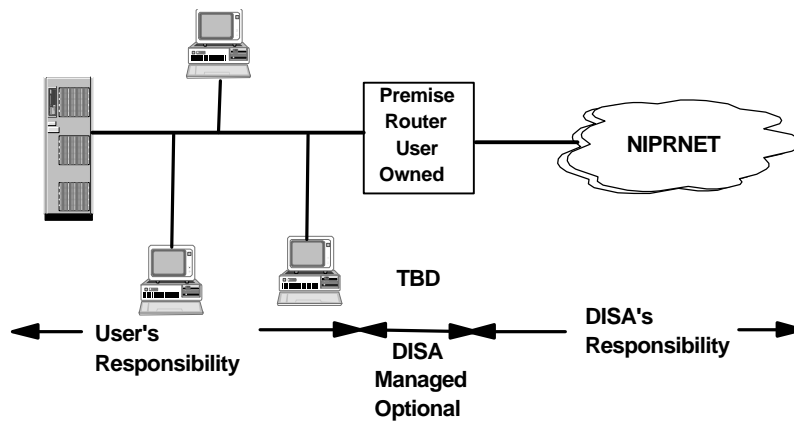 Premise
Router
User
Owned
NIPRNET
TBD
User's
Responsibility
DISA
Managed
Optional
DISA's
Responsibility